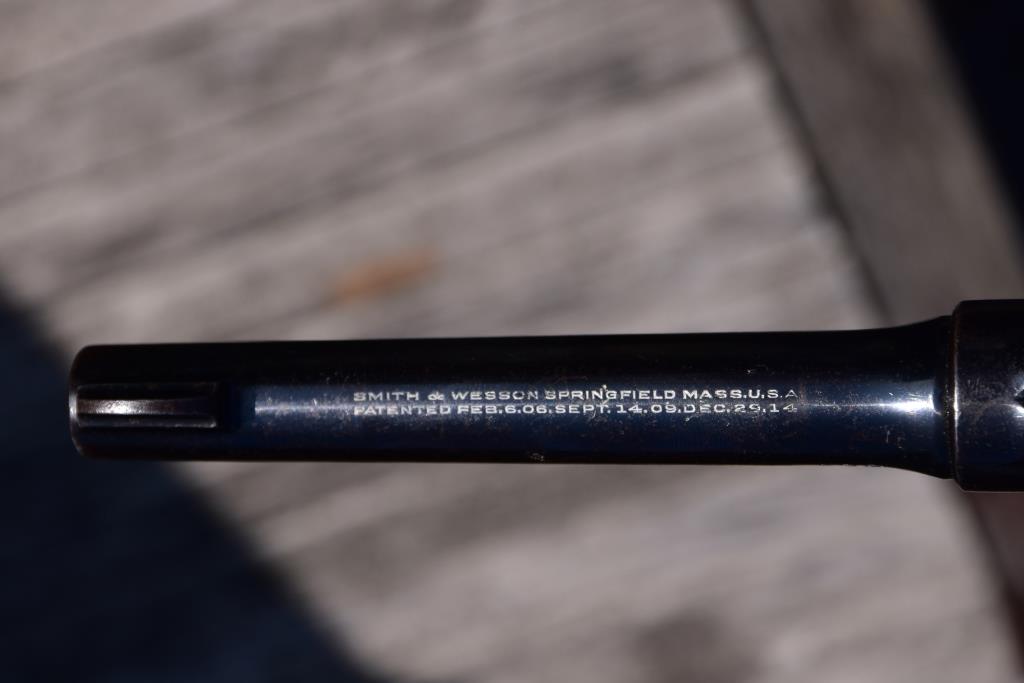 SMITH & WESSON SPRINGFIELD MASS.U.S.A
PATENTED FEB.6.06.SEPT.14.09.DEC.29.14